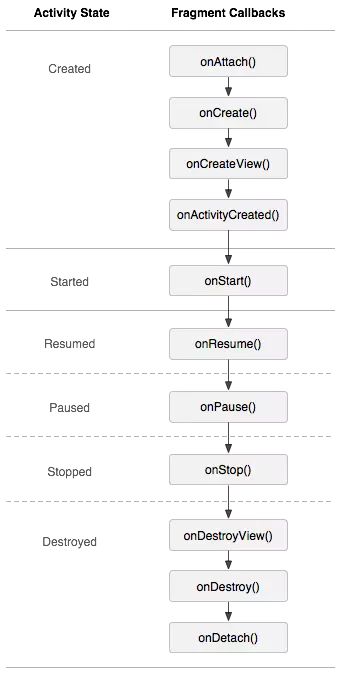 Activity State Fragment Callbacks
Created
onAttach()
onCreate()
onCreateView()
onActivityCreated()
Started onStart()
Resumed onResume()
Paused onPause()
Stopped onStop()
Destroyed
onDestroyView()
onDestroy()
onDetach()